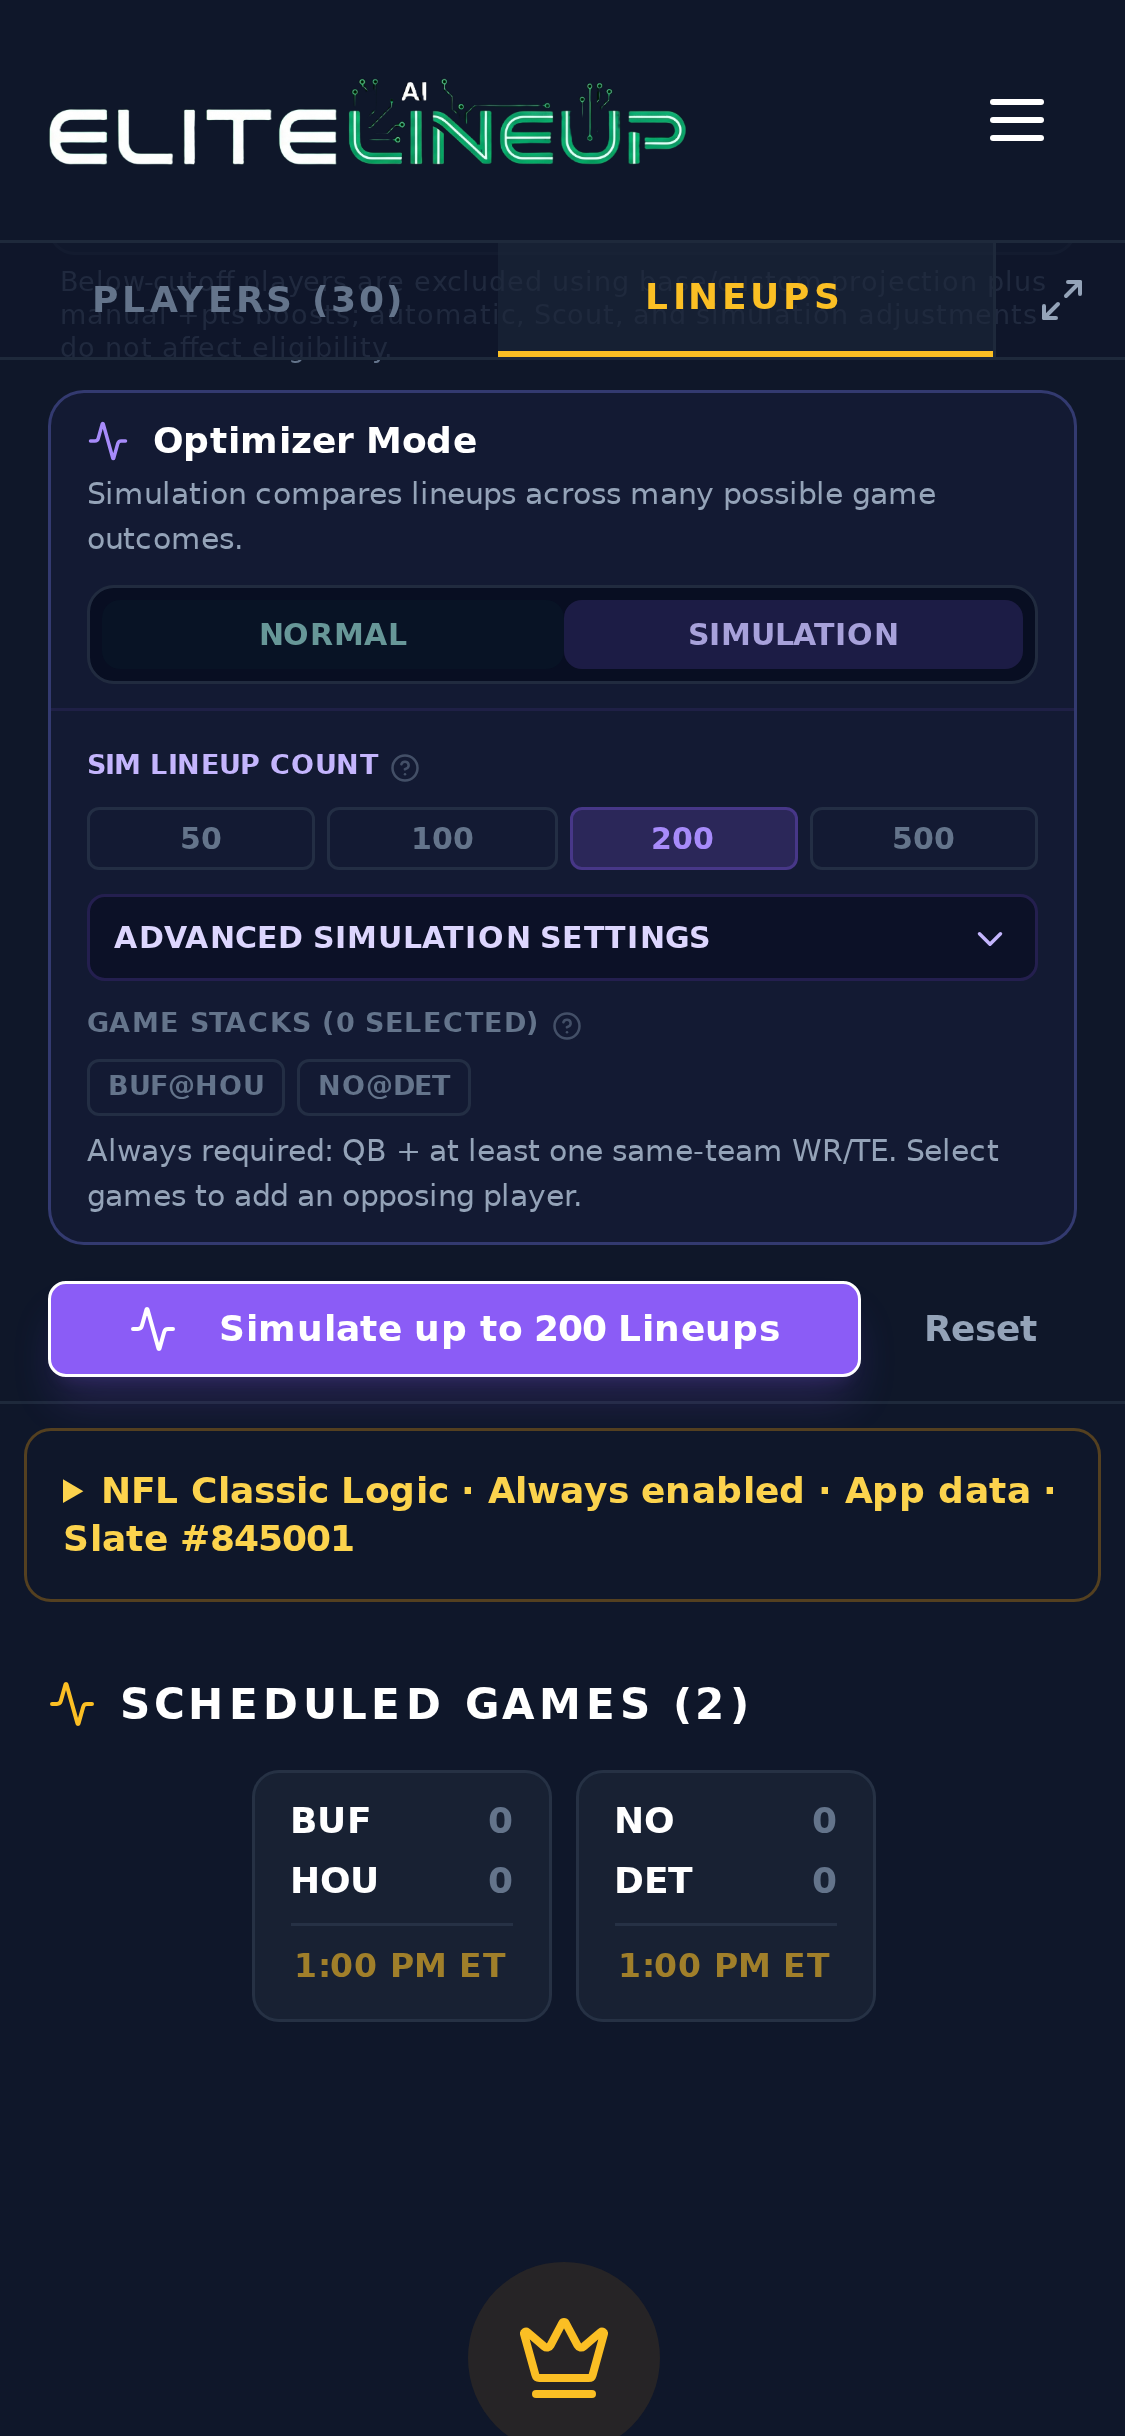 AI
ELITELINEUP
Below-cutoff players are excluded using base/custom projection plus
manual +pts boosts; automatic, Scout, and simulation adjustments
do not affect eligibility.
PLAYERS (30)
LINEUPS
Optimizer Mode
Simulation compares lineups across many possible game
outcomes.
NORMAL
SIMULATION
SIM LINEUP COUNT ?
50 100 200 500
ADVANCED SIMULATION SETTINGS
GAME STACKS (0 SELECTED) ?
BUF@HOU NO@DET
Always required: QB + at least one same-team WR/TE. Select
games to add an opposing player.
Simulate up to 200 Lineups
Reset
▶ NFL Classic Logic · Always enabled · App data ·
Slate #845001
SCHEDULED GAMES (2)
BUF 0
HOU 0
1:00 PM ET
NO 0
DET 0
1:00 PM ET